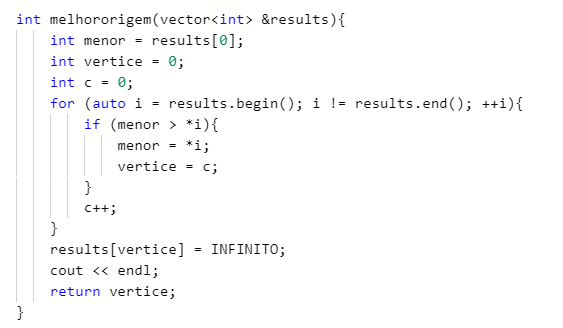 int melhororigem(vector<int> &results){
    int menor = results[0];
    int vertice = 0;
    int c = 0;
    for (auto i = results.begin(); i != results.end(); ++i){
        if (menor > *i){
            menor = *i;
            vertice = c;
        }
        c++;
    }
    results[vertice] = INFINITO;
    cout << endl;
    return vertice;
}